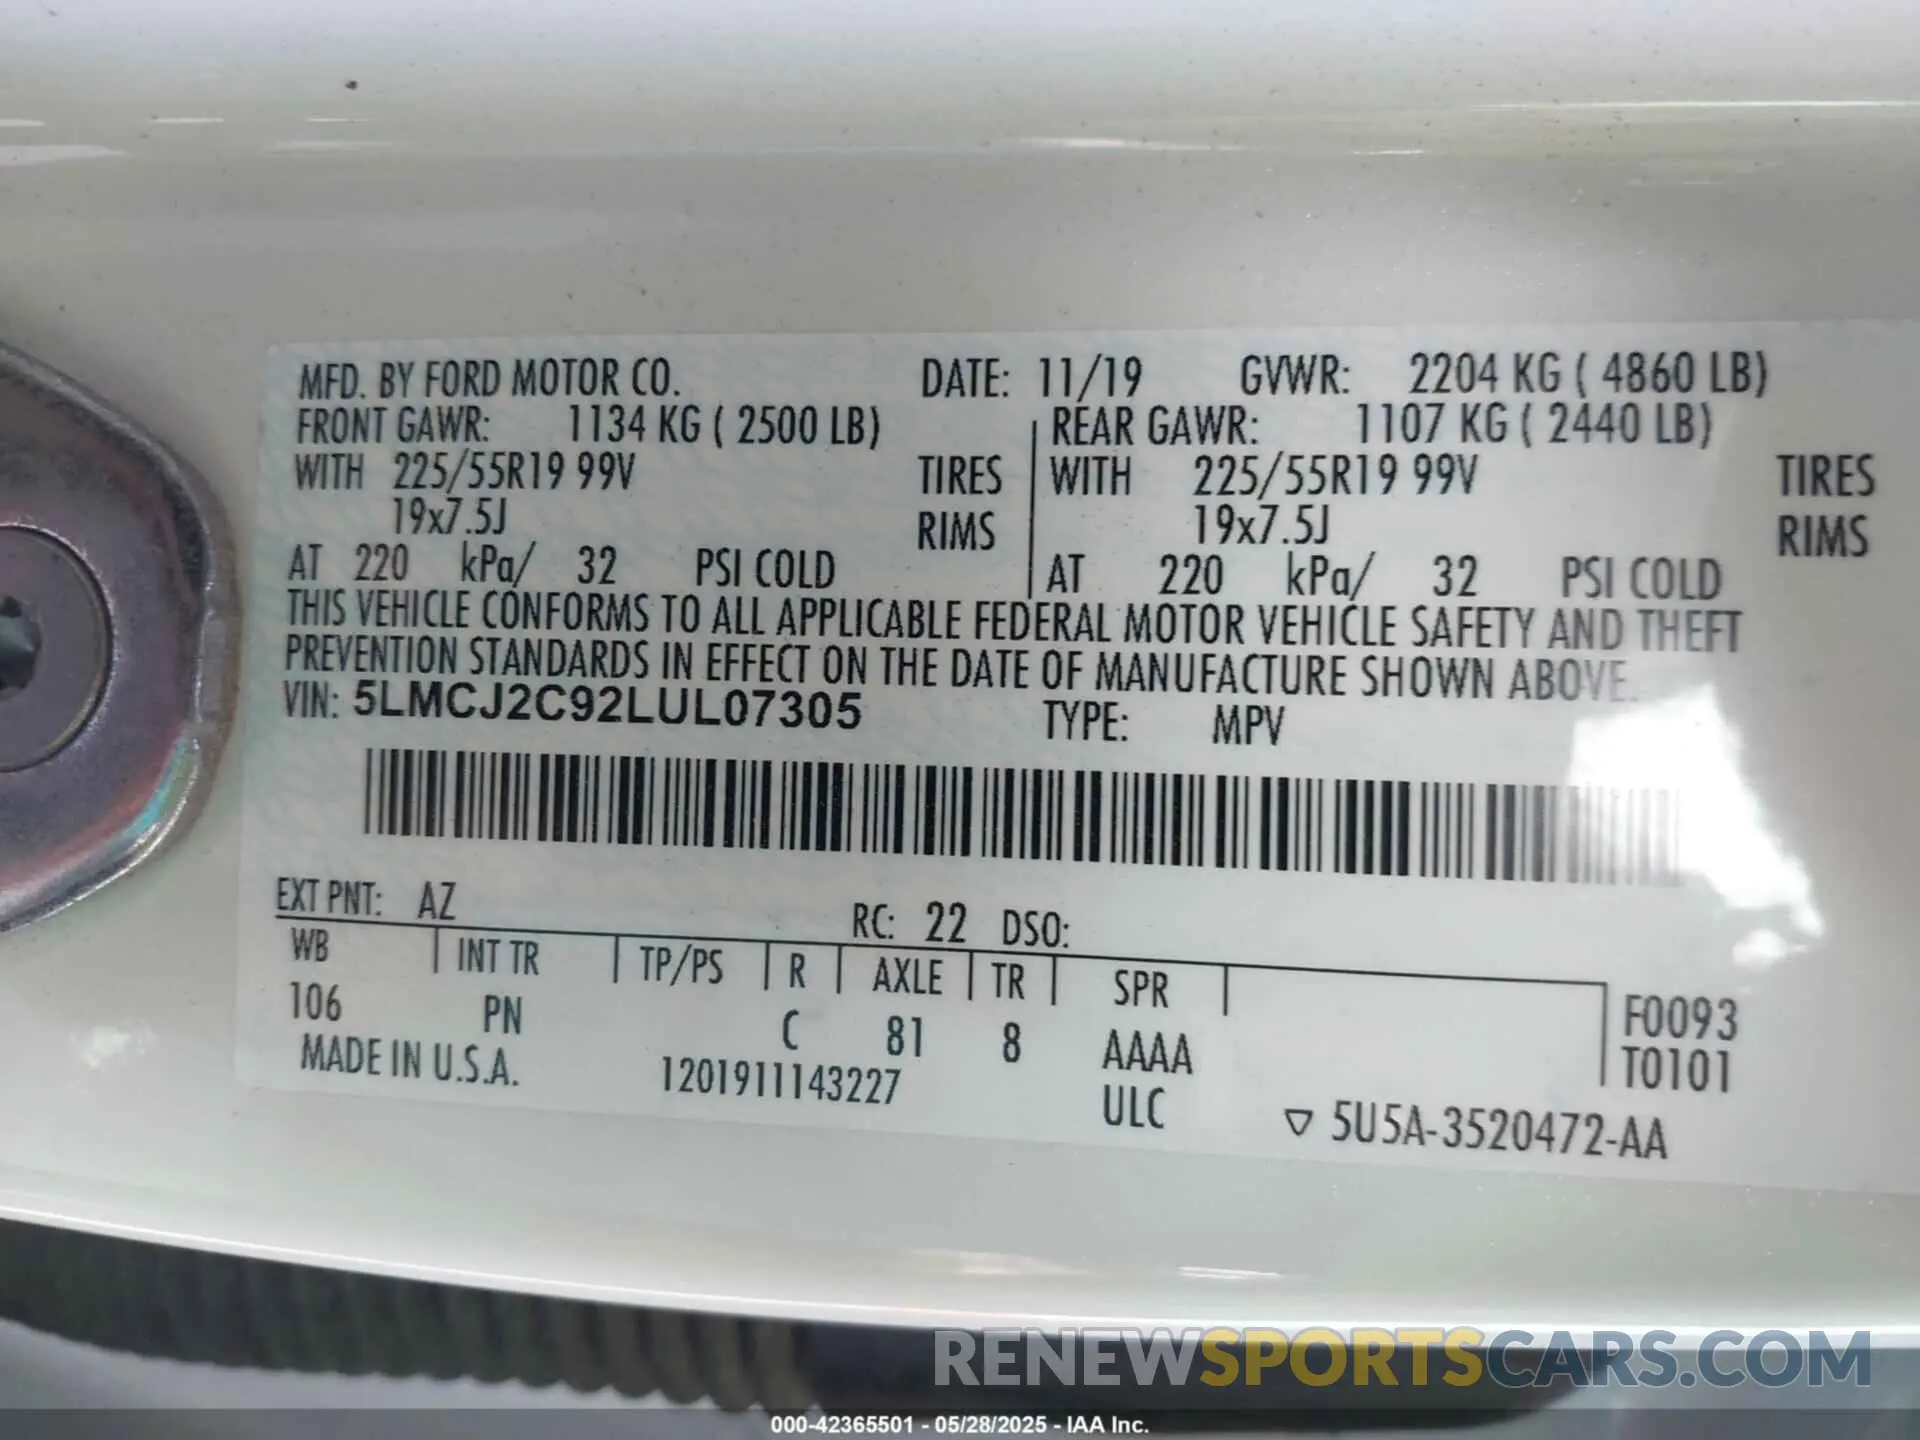 MFD. BY FORD MOTOR CO. DATE: 11/19 GVWR: 2204 KG ( 4860 LB)
FRONT GAWR: 1134 KG ( 2500 LB) REAR GAWR: 1107 KG ( 2440 LB)
WITH 225/55R19 99V TIRES WITH 225/55R19 99V TIRES
19x7.5J RIMS 19x7.5J RIMS
AT 220 kPa/ 32 PSI COLD AT 220 kPa/ 32 PSI COLD
THIS VEHICLE CONFORMS TO ALL APPLICABLE FEDERAL MOTOR VEHICLE SAFETY AND THEFT
PREVENTION STANDARDS IN EFFECT ON THE DATE OF MANUFACTURE SHOWN ABOVE.
VIN: 5LMCJ2C92LUL07305 TYPE: MPV
EXT PNT: AZ RC: 22 DSO:
WB INT TR TP/PS R AXLE TR SPR
106 PN C 81 8 AAAA F0093
T0101
MADE IN U.S.A. 1201911143227 ULC ▽ 5U5A-3520472-AA
RENEWSPORTSCARS.COM
000-42365501 - 05/28/2025 - IAA Inc.